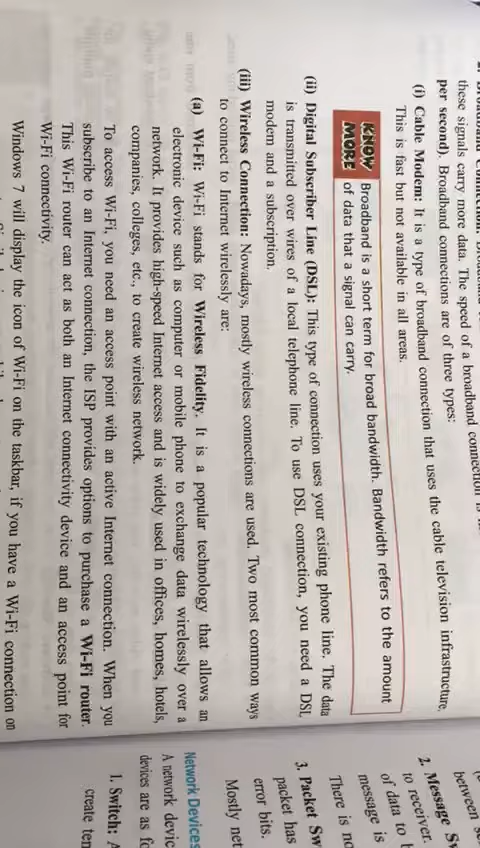 these signals carry more data. The speed of a broadband connection is
per second). Broadband connections are of three types:
(i) Cable Modem: It is a type of broadband connection that uses the cable television infrastructure.
This is fast but not available in all areas.
KNOW
MORE
Broadband is a short term for broad bandwidth. Bandwidth refers to the amount
of data that a signal can carry.
(ii) Digital Subscriber Line (DSL): This type of connection uses your existing phone line. The data
is transmitted over wires of a local telephone line. To use DSL connection, you need a DSL
modem and a subscription.
(iii) Wireless Connection: Nowadays, mostly wireless connections are used. Two most common ways
to connect to Internet wirelessly are:
(a) Wi-Fi: Wi-Fi stands for Wireless Fidelity. It is a popular technology that allows an
electronic device such as computer or mobile phone to exchange data wirelessly over a
network. It provides high-speed Internet access and is widely used in offices, homes, hotels,
companies, colleges, etc., to create wireless network.
To access Wi-Fi, you need an access point with an active Internet connection. When you
subscribe to an Internet connection, the ISP provides options to purchase a Wi-Fi router.
This Wi-Fi router can act as both an Internet connectivity device and an access point for
Wi-Fi connectivity.
Windows 7 will display the icon of Wi-Fi on the taskbar, if you have a Wi-Fi connection on
between
2. Message Sw
to receiver.
of data to b
message is
There is no
3. Packet Sw
packet has
error bits.
Mostly net
Network Devices
A network devic
devices are as fo
1. Switch: A
create ten